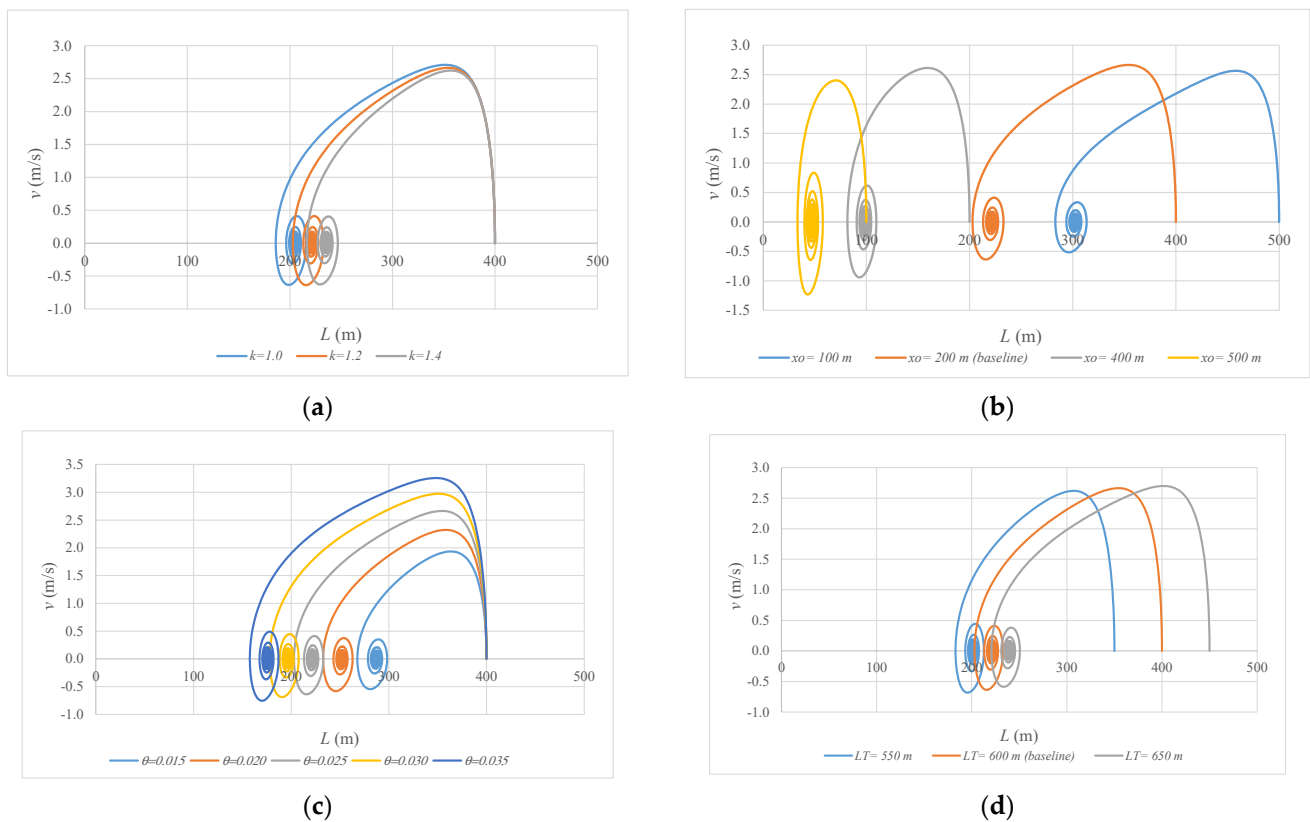 3.0
2.5
2.0
1.5
1.0
0.5
0.0
-0.5
-1.0
v (m/s)
0 100 200 300 400 500
L (m)
k=1.0 k=1.2 k=1.4
(a)
3.0
2.5
2.0
1.5
1.0
0.5
0.0
-0.5
-1.0
-1.5
v (m/s)
0 100 200 300 400 500
L (m)
xo= 100 m xo= 200 m (baseline) xo= 400 m xo= 500 m
(b)
3.5
3.0
2.5
2.0
1.5
1.0
0.5
0.0
-0.5
-1.0
v (m/s)
0 100 200 300 400 500
L (m)
θ=0.015 θ=0.020 θ=0.025 θ=0.030 θ=0.035
(c)
3.0
2.5
2.0
1.5
1.0
0.5
0.0
-0.5
-1.0
v (m/s)
0 100 200 300 400 500
L (m)
LT= 550 m LT= 600 m (baseline) LT= 650 m
(d)